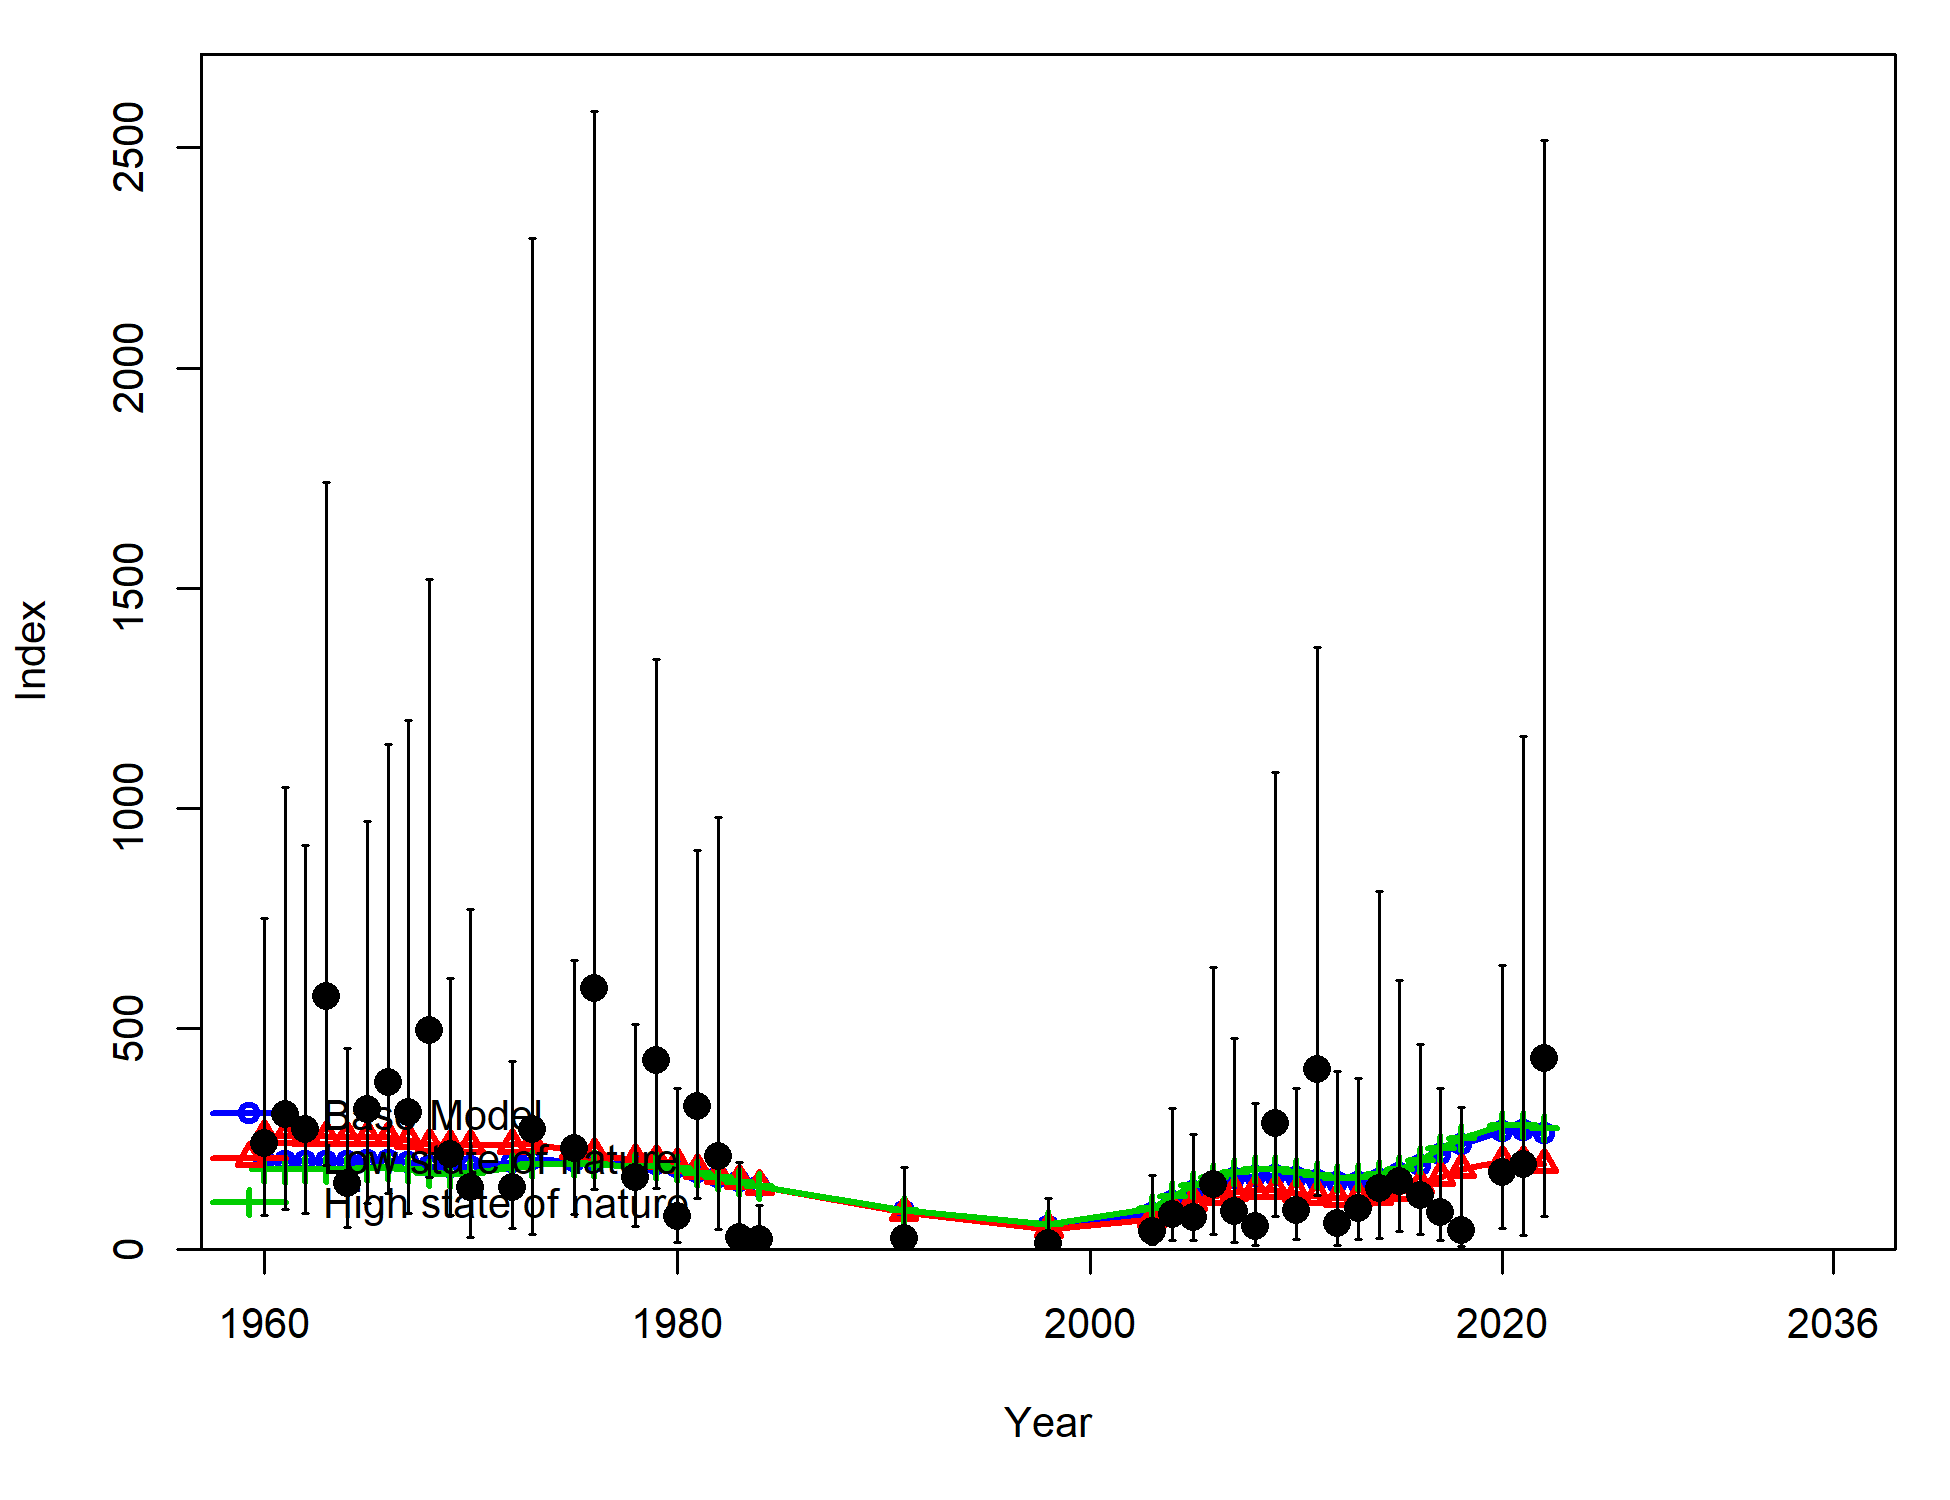 2500
2000
1500
1000
500
0
Index
Base Model
Low state of nature
High state of nature
1960 1980 2000 2020 2036
Year